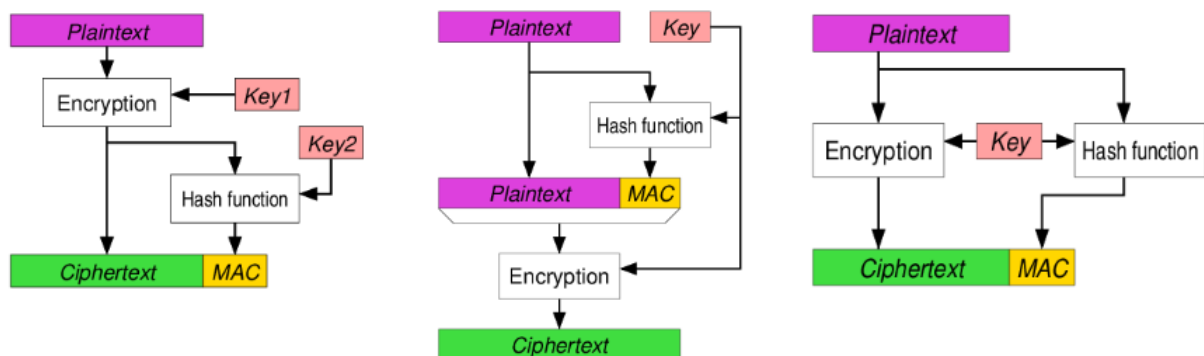 Plaintext
Encryption
Key1
Key2
Hash function
Ciphertext MAC
Plaintext
Key
Hash function
Plaintext MAC
Encryption
Ciphertext
Plaintext
Encryption
Key
Hash function
Ciphertext MAC